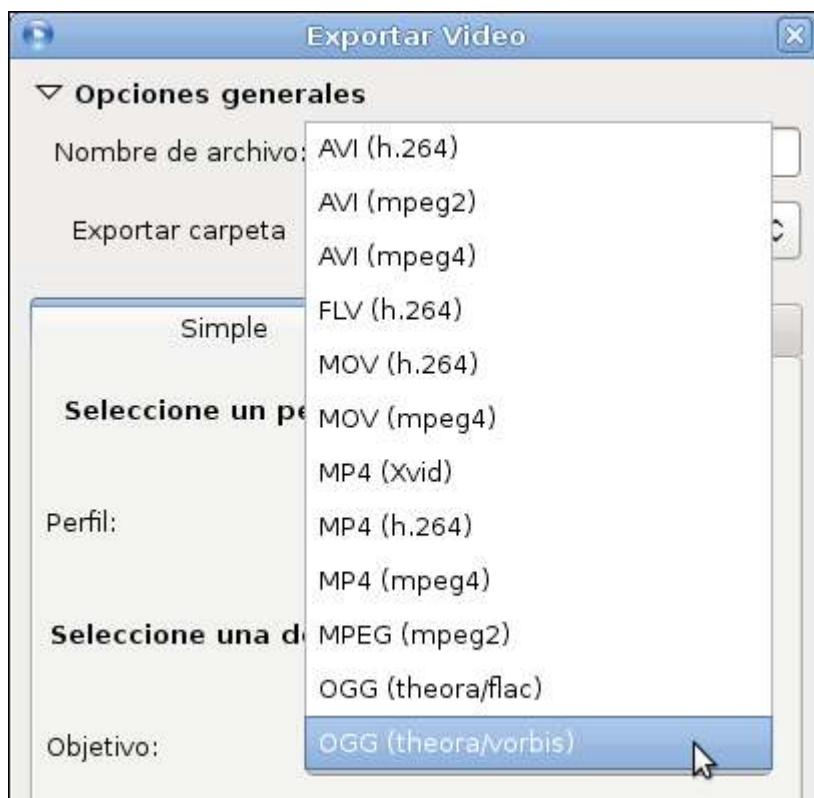 Exportar Video
Opciones generales
Nombre de archivo:
Exportar carpeta
Simple
Seleccione un
Perfil:
Seleccione una
Objetivo:
AVI (h.264)
AVI (mpeg2)
AVI (mpeg4)
FLV (h.264)
MOV (h.264)
MOV (mpeg4)
MP4 (Xvid)
MP4 (h.264)
MP4 (mpeg4)
MPEG (mpeg2)
OGG (theora/flac)
OGG (theora/vorbis)